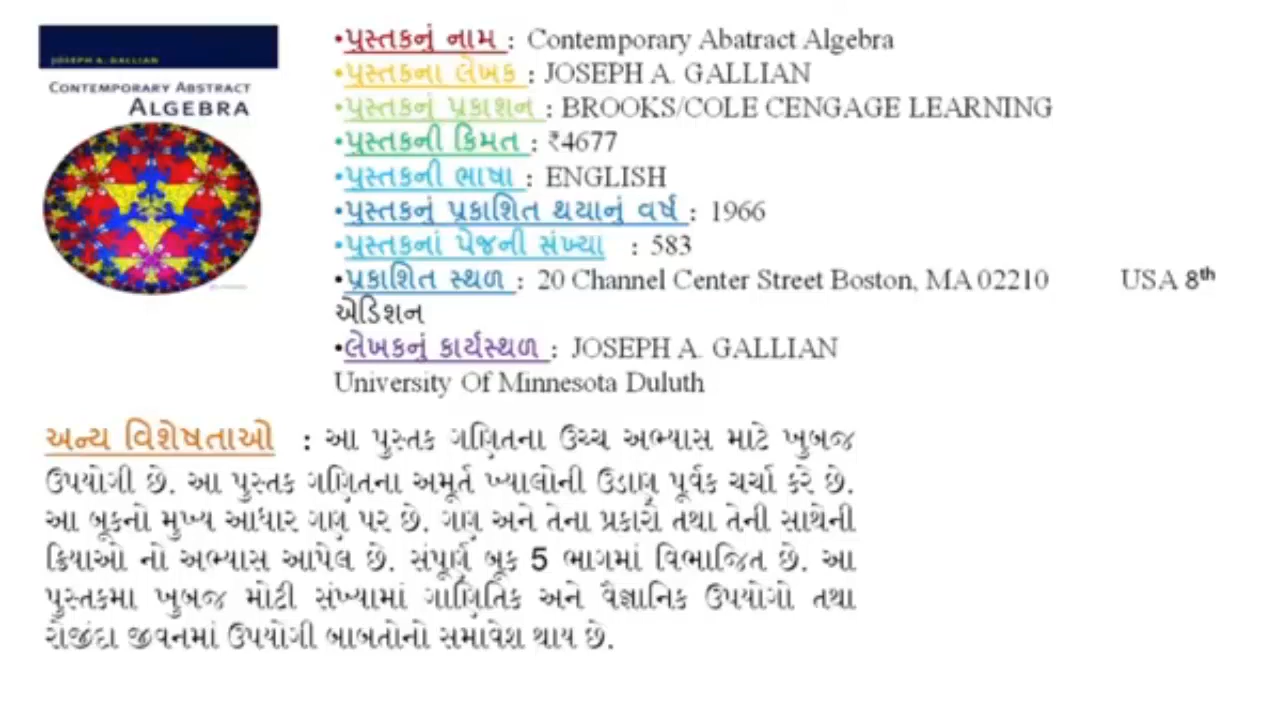 JOSEPH A. GALLIAN
CONTEMPORARY ABSTRACT
ALGEBRA
•પુસ્તકનું નામ : Contemporary Abatract Algebra
•પુસ્તકના લેખક : JOSEPH A. GALLIAN
•પુસ્તકનું પ્રકાશન : BROOKS/COLE CENGAGE LEARNING
•પુસ્તકની કિંમત : ₹4677
•પુસ્તકની ભાષા : ENGLISH
•પુસ્તકનું પ્રકાશિત થયાનું વર્ષ : 1966
•પુસ્તકનાં પેજની સંખ્યા : 583
•પ્રકાશિત સ્થળ : 20 Channel Center Street Boston, MA 02210 USA 8th
એડિશન
•લેખકનું કાર્યસ્થળ : JOSEPH A. GALLIAN
University Of Minnesota Duluth
અન્ય વિશેષતાઓ : આ પુસ્તક ગણિતના ઉચ્ચ અભ્યાસ માટે ખુબજ
ઉપયોગી છે. આ પુસ્તક ગણિતના અમૂર્ત ખ્યાલોની ઉડાણ પૂર્વક ચર્ચા કરે છે.
આ બૂકનો મુખ્ય આધાર ગણ પર છે. ગણ અને તેના પ્રકારો તથા તેની સાથેની
ક્રિયાઓ નો અભ્યાસ આપેલ છે. સંપૂર્ણ બૂક 5 ભાગમાં વિભાજિત છે. આ
પુસ્તકમા ખુબજ મોટી સંખ્યામાં ગાણિતિક અને વૈજ્ઞાનિક ઉપયોગો તથા
રોજીંદા જીવનમાં ઉપયોગી બાબતોનો સમાવેશ થાય છે.